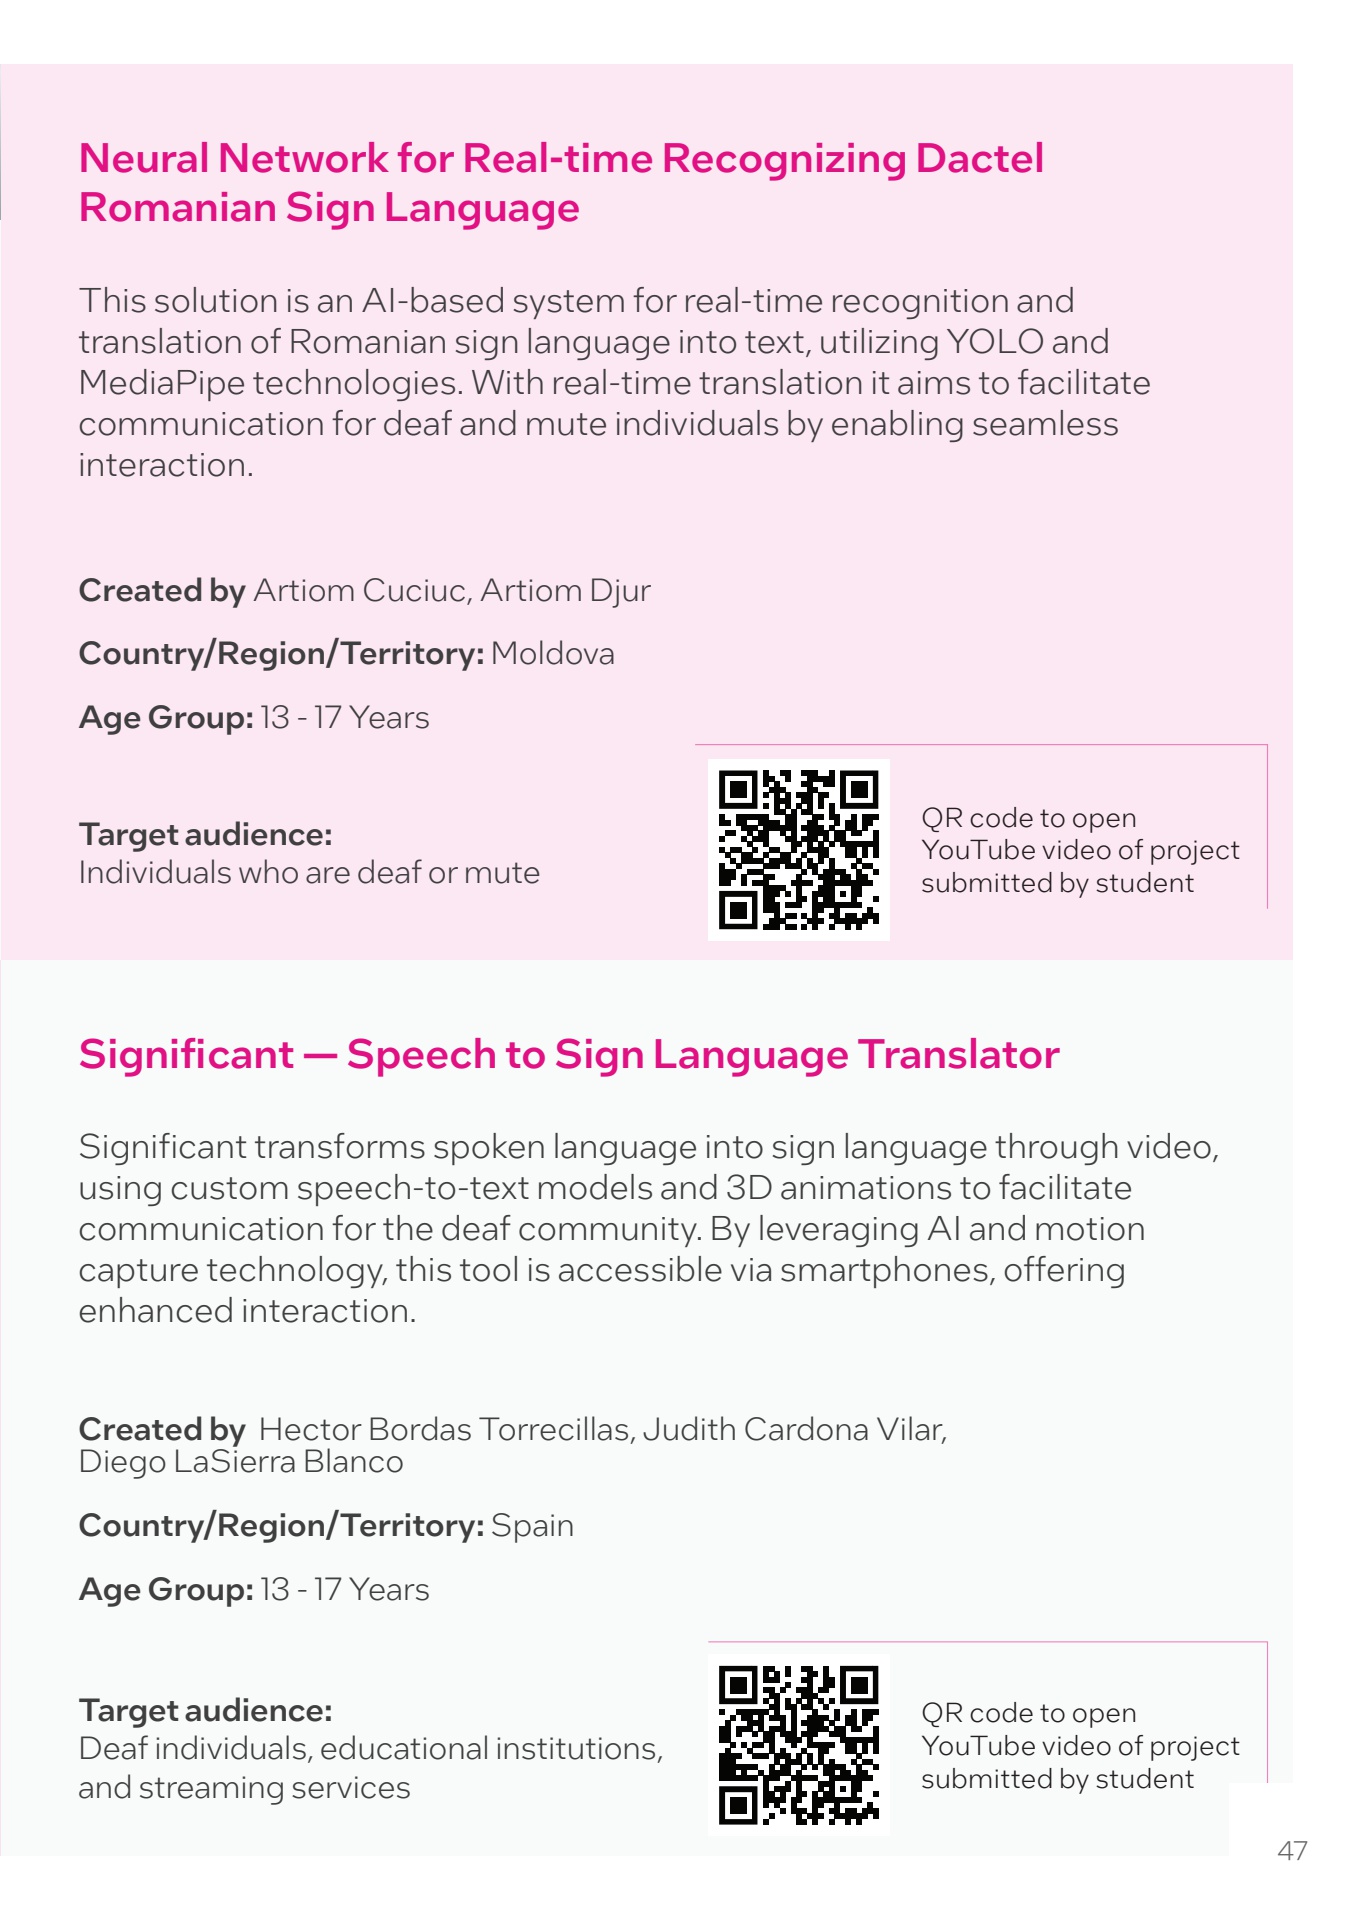 Neural Network for Real-time Recognizing Dactel
Romanian Sign Language
This solution is an AI-based system for real-time recognition and
translation of Romanian sign language into text, utilizing YOLO and
MediaPipe technologies. With real-time translation it aims to facilitate
communication for deaf and mute individuals by enabling seamless
interaction.
Created by Artiom Cuciuc, Artiom Djur
Country/Region/Territory: Moldova
Age Group: 13 - 17 Years
Target audience:
Individuals who are deaf or mute
QR code to open
YouTube video of project
submitted by student
Significant — Speech to Sign Language Translator
Significant transforms spoken language into sign language through video,
using custom speech-to-text models and 3D animations to facilitate
communication for the deaf community. By leveraging AI and motion
capture technology, this tool is accessible via smartphones, offering
enhanced interaction.
Created by Hector Bordas Torrecillas, Judith Cardona Vilar,
Diego LaSierra Blanco
Country/Region/Territory: Spain
Age Group: 13 - 17 Years
Target audience:
Deaf individuals, educational institutions,
and streaming services
QR code to open
YouTube video of project
submitted by student
47